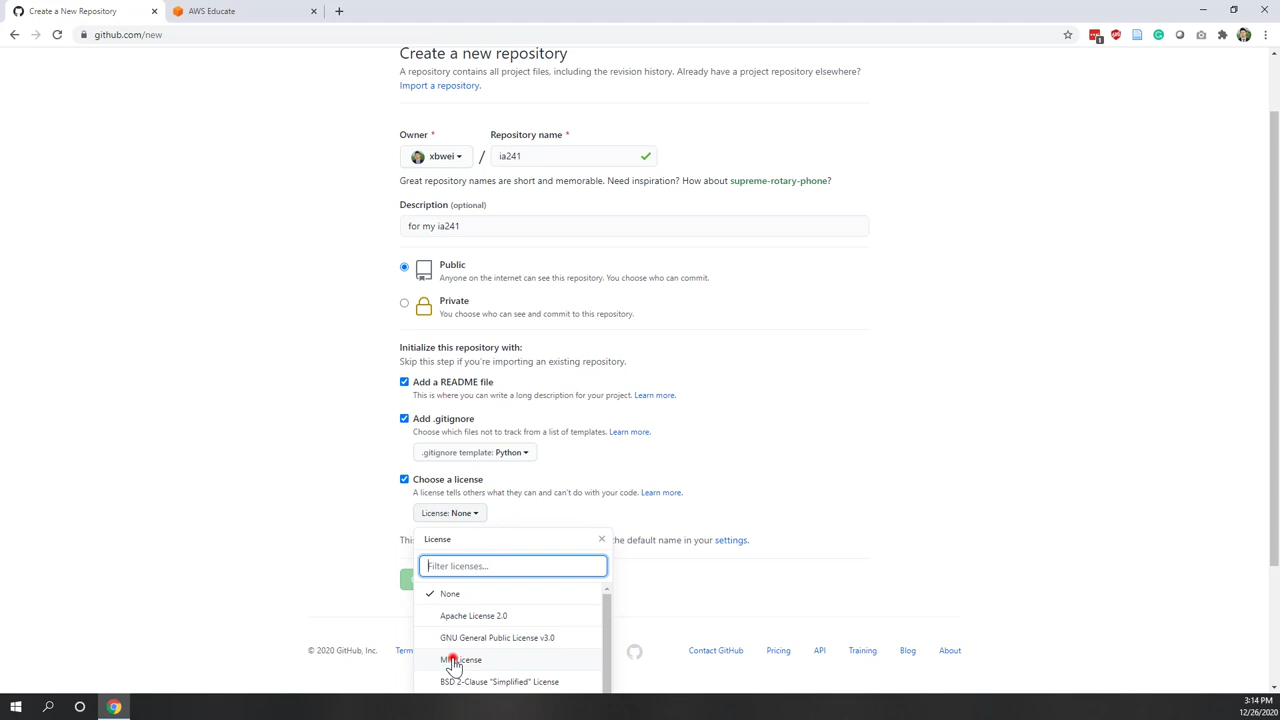 Create a New Repository
AWS Educate
github.com/new
1
Create a new repository
A repository contains all project files, including the revision history. Already have a project repository elsewhere?
Import a repository.
Owner * Repository name *
xbwei / ia241
Great repository names are short and memorable. Need inspiration? How about supreme-rotary-phone?
Description (optional)
for my ia241
Public
Anyone on the internet can see this repository. You choose who can commit.
Private
You choose who can see and commit to this repository.
Initialize this repository with:
Skip this step if you're importing an existing repository.
Add a README file
This is where you can write a long description for your project. Learn more.
Add .gitignore
Choose which files not to track from a list of templates. Learn more.
.gitignore template: Python
Choose a license
A license tells others what they can and can't do with your code. Learn more.
License: None
License
This the default name in your settings.
Filter licenses...
None
Apache License 2.0
GNU General Public License v3.0
License
BSD 2-Clause "Simplified" License
© 2020 GitHub, Inc. Term Contact GitHub Pricing API Training Blog About
3:14 PM
12/26/2020